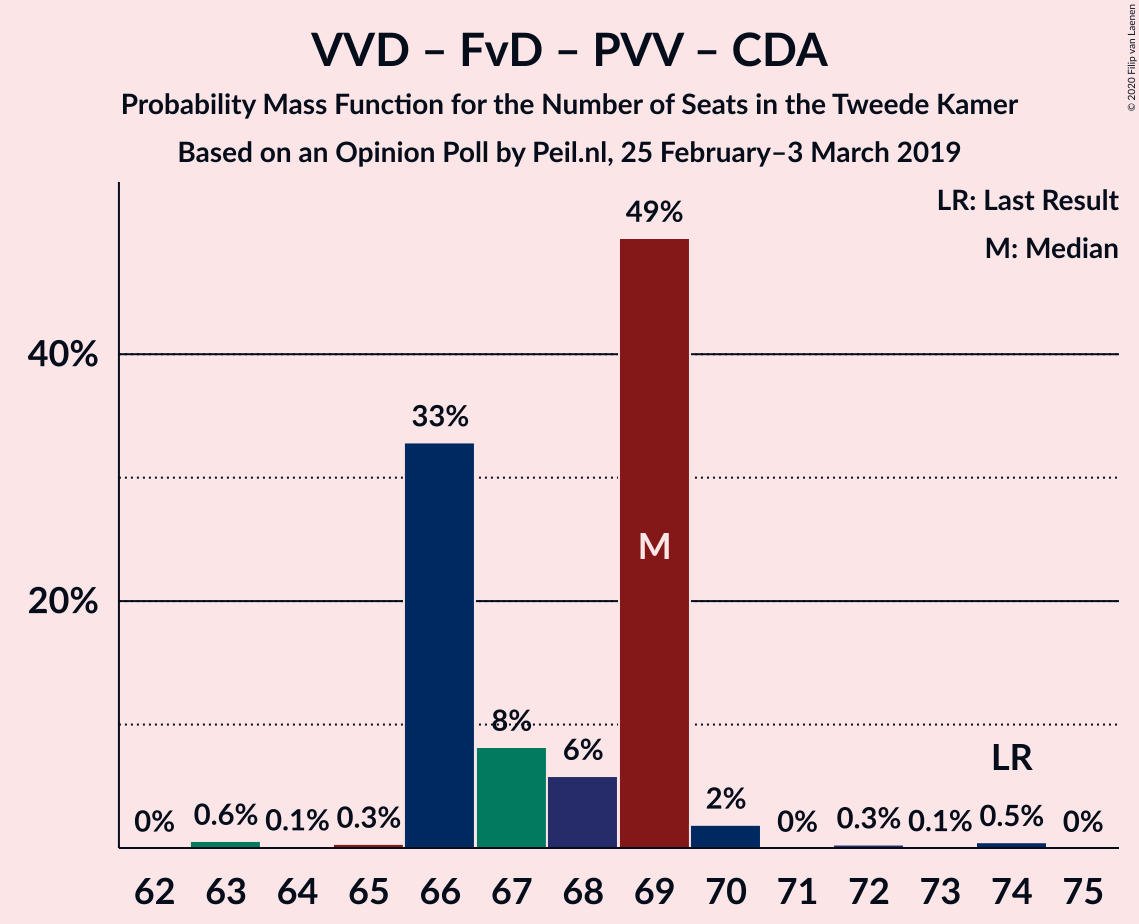 VVD – FvD – PVV – CDA
Probability Mass Function for the Number of Seats in the Tweede Kamer
Based on an Opinion Poll by Peil.nl, 25 February–3 March 2019
© 2020 Filip van Laenen
LR: Last Result
M: Median
49%
40%
33%
M
20%
8%
6%
LR
0% 0.6% 0.1% 0.3% 2% 0% 0.3% 0.1% 0.5% 0%
62 63 64 65 66 67 68 69 70 71 72 73 74 75